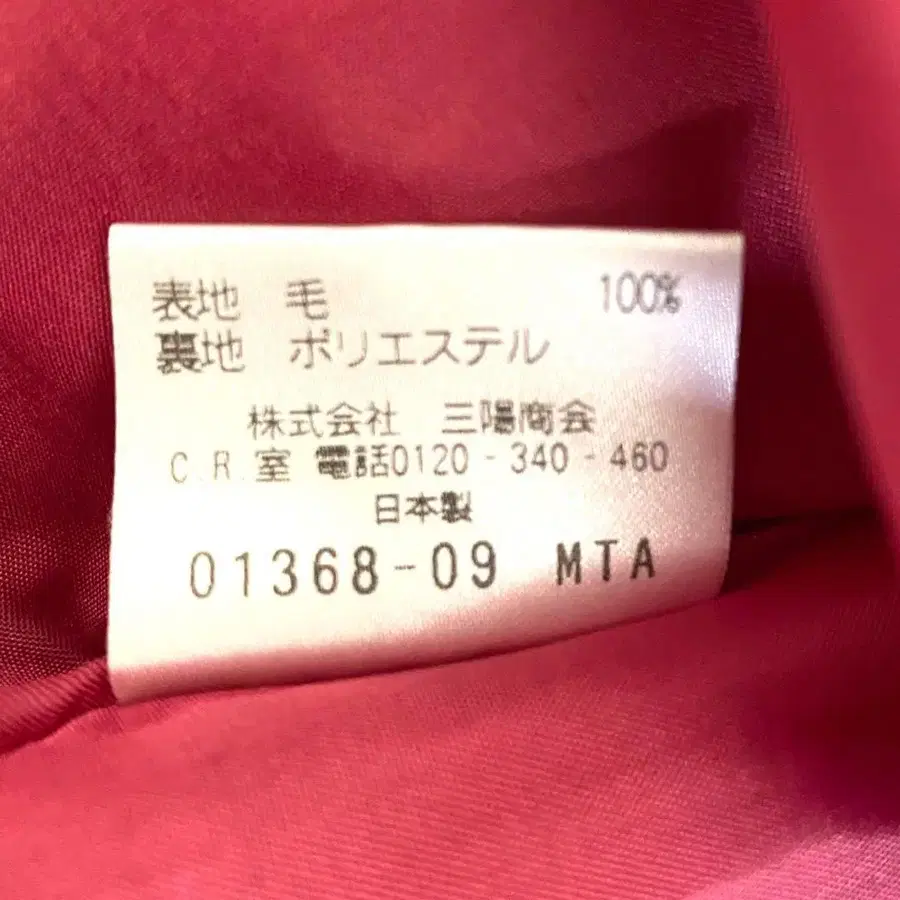 表地 毛 100%
裏地 ポリエステル
株式会社 三陽商会
C.R.室 電話0120-340-460
日本製
01368-09 MTA